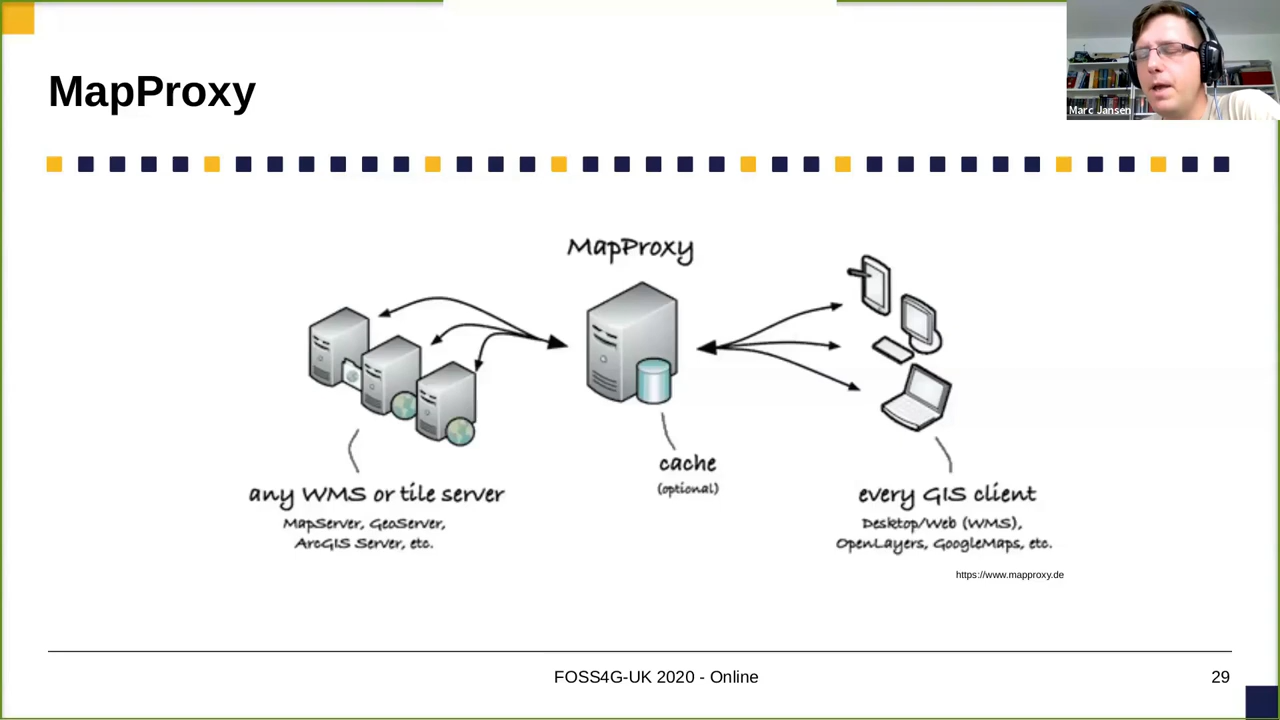 MapProxy
Marc Jansen
MapProxy
cache
(optional)
any WMS or tile server
MapServer, GeoServer,
ArcGIS Server, etc.
every GIS client
Desktop/Web (WMS),
OpenLayers, GoogleMaps, etc.
https://www.mapproxy.de
FOSS4G-UK 2020 - Online
29